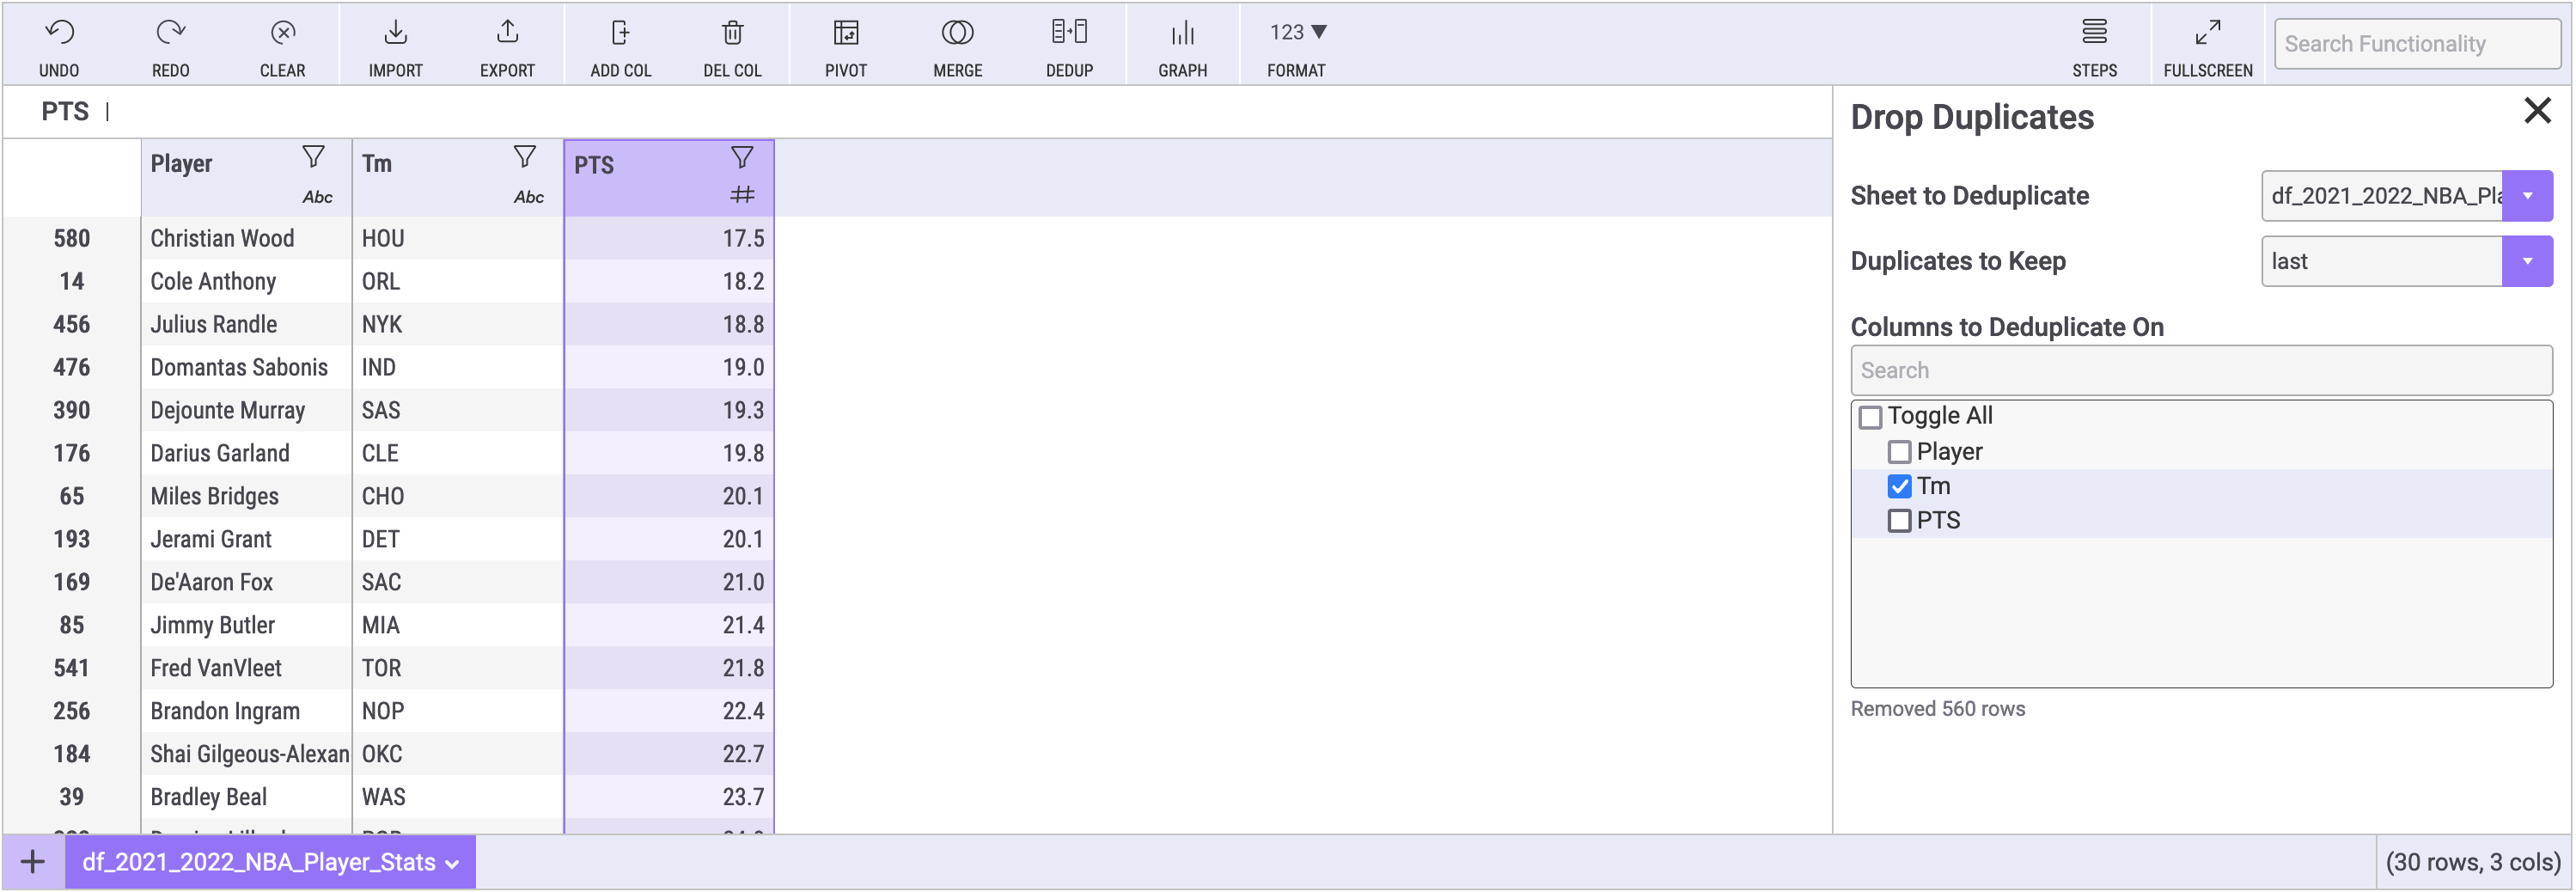 UNDO REDO CLEAR IMPORT EXPORT ADD COL DEL COL PIVOT MERGE DEDUP GRAPH 123 ▼ FORMAT STEPS FULLSCREEN Search Functionality
PTS
Player Abc Tm Abc PTS #
580 Christian Wood HOU 17.5
14 Cole Anthony ORL 18.2
456 Julius Randle NYK 18.8
476 Domantas Sabonis IND 19.0
390 Dejounte Murray SAS 19.3
176 Darius Garland CLE 19.8
65 Miles Bridges CHO 20.1
193 Jerami Grant DET 20.1
169 De'Aaron Fox SAC 21.0
85 Jimmy Butler MIA 21.4
541 Fred VanVleet TOR 21.8
256 Brandon Ingram NOP 22.4
184 Shai Gilgeous-Alexan OKC 22.7
39 Bradley Beal WAS 23.7
Drop Duplicates
Sheet to Deduplicate df_2021_2022_NBA_Pla
Duplicates to Keep last
Columns to Deduplicate On
Search
Toggle All
Player
Tm
PTS
Removed 560 rows
+ df_2021_2022_NBA_Player_Stats (30 rows, 3 cols)